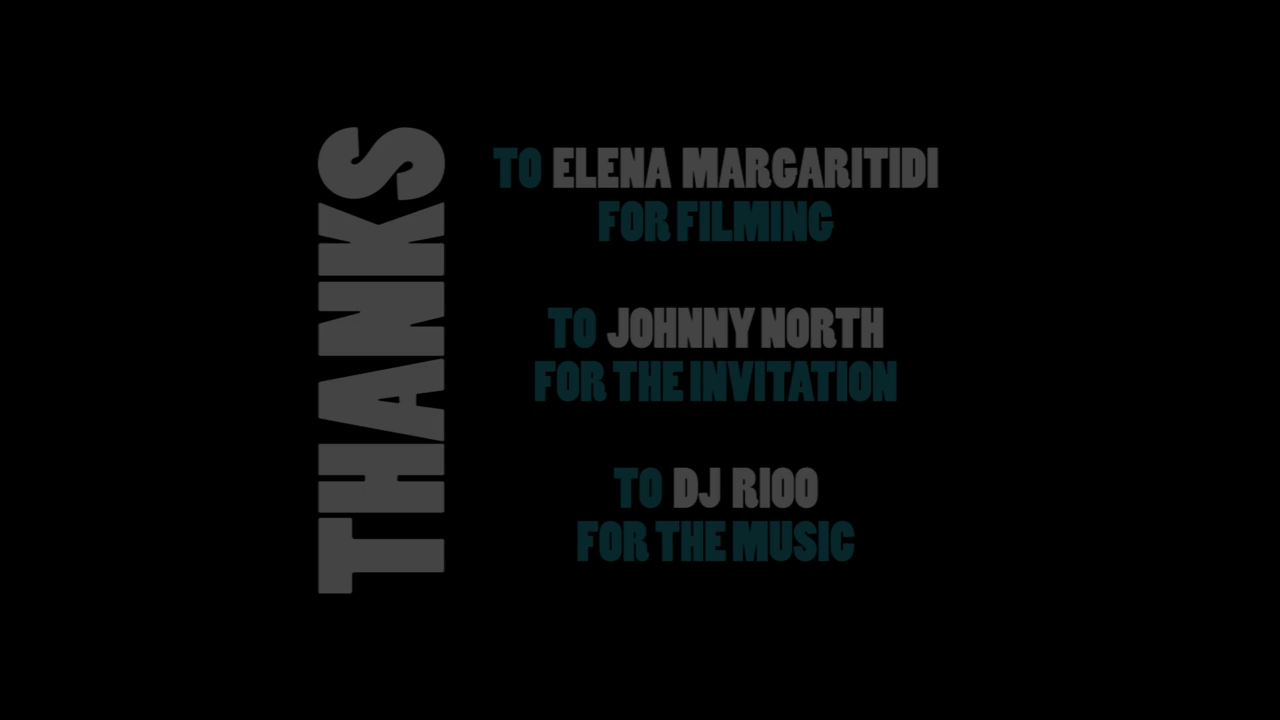 THANKS
TO ELENA MARGARITIDI
FOR FILMING
TO JOHNNY NORTH
FOR THE INVITATION
TO DJ RIOO
FOR THE MUSIC